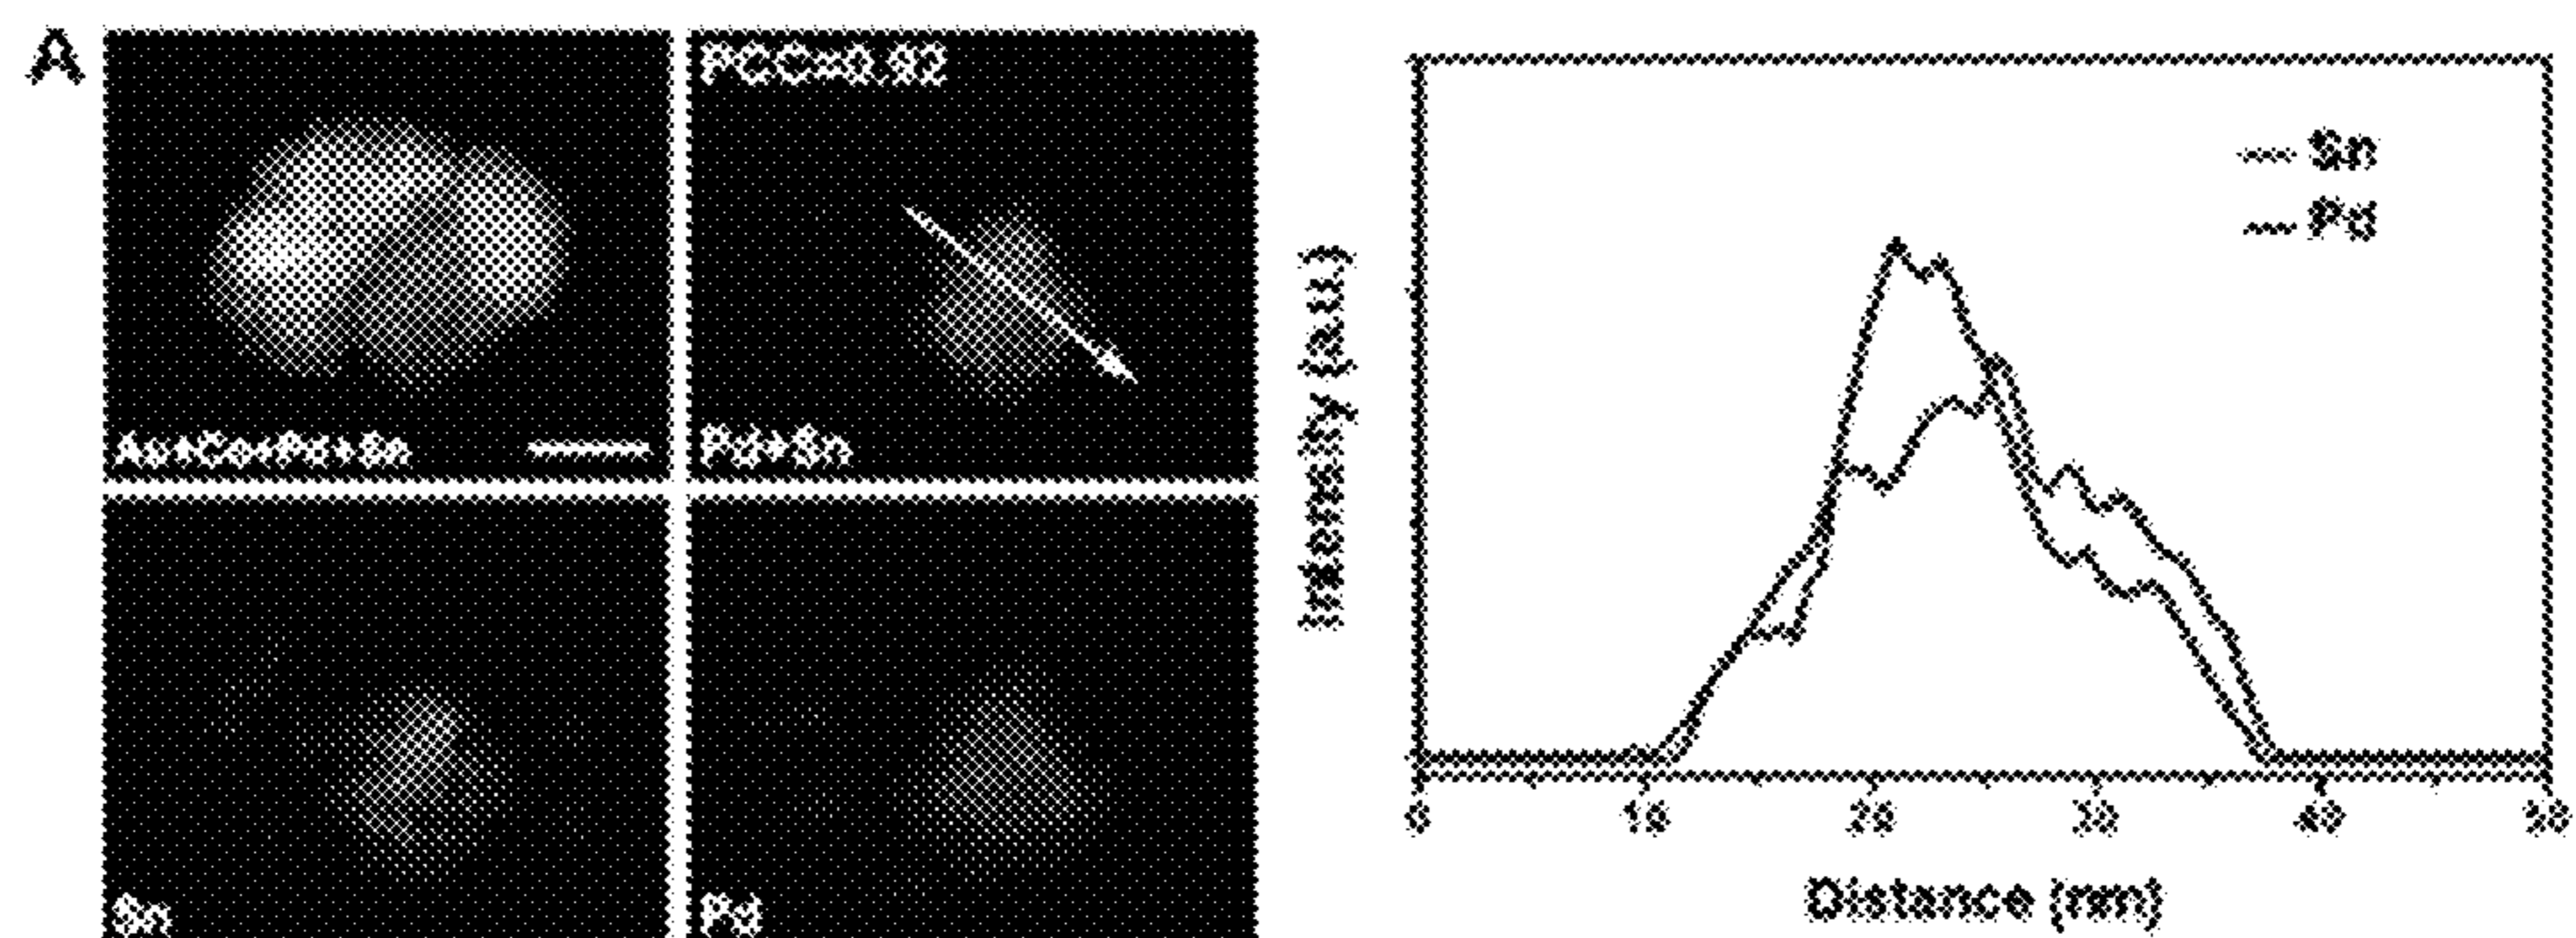 A
PCC=0.92
Au+Co+Pd+Sn
Pd+Sn
Sn
Pd
Sn
Pd
Intensity (a.u.)
0 10 20 30 40 50
Distance (nm)